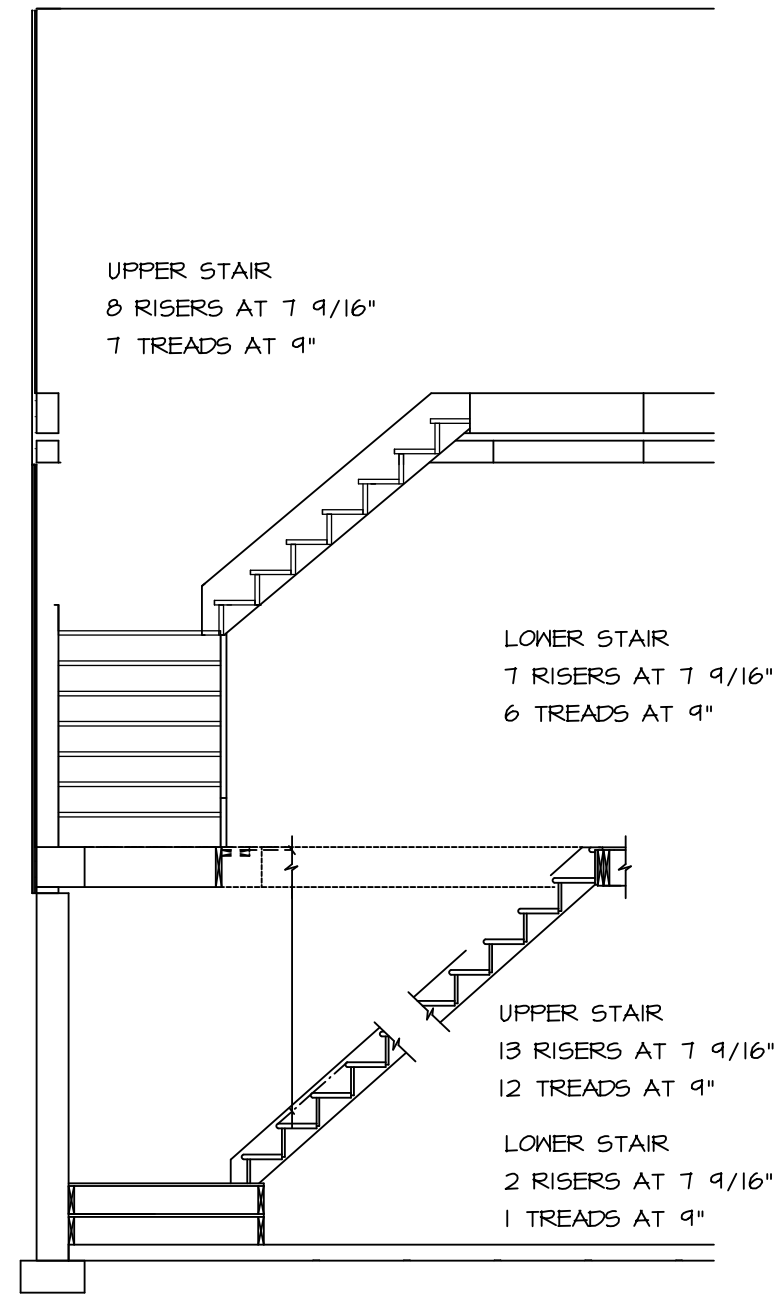 UPPER STAIR
8 RISERS AT 7 9/16"
7 TREADS AT 9"
LOWER STAIR
7 RISERS AT 7 9/16"
6 TREADS AT 9"
UPPER STAIR
13 RISERS AT 7 9/16"
12 TREADS AT 9"
LOWER STAIR
2 RISERS AT 7 9/16"
1 TREADS AT 9"